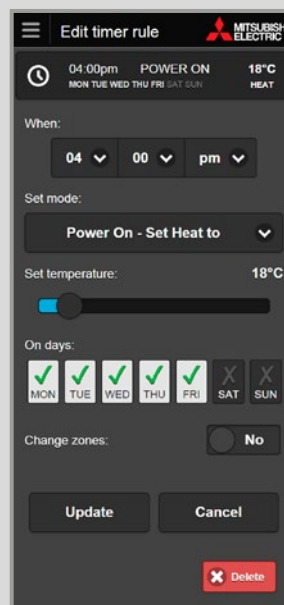 Edit timer rule
MITSUBISHI
ELECTRIC
04:00pm POWER ON 18°C
MON TUE WED THU FRI SAT SUN HEAT
When:
04 00 pm
Set mode:
Power On - Set Heat to
Set temperature: 18°C
On days:
MON TUE WED THU FRI SAT SUN
Change zones: No
Update Cancel
Delete